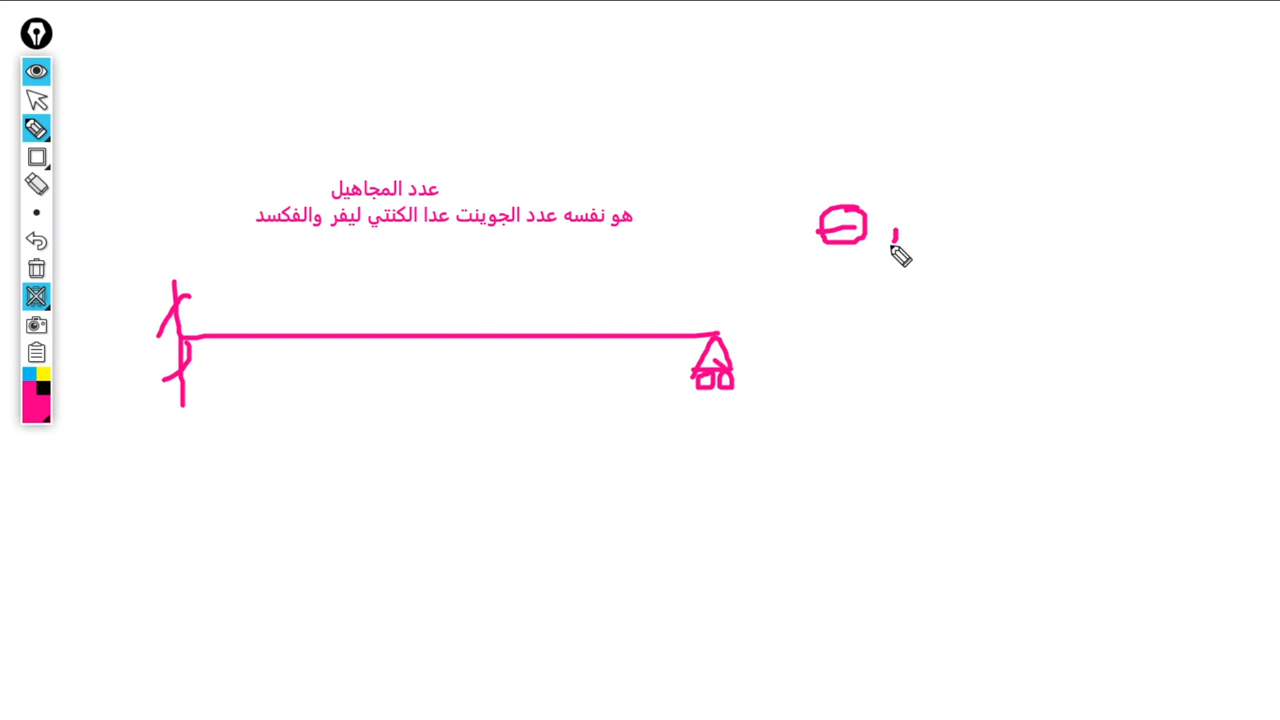 عدد المجاهيل
هو نفسه عدد الجوينت عدا الكنتي ليفر والفكسد